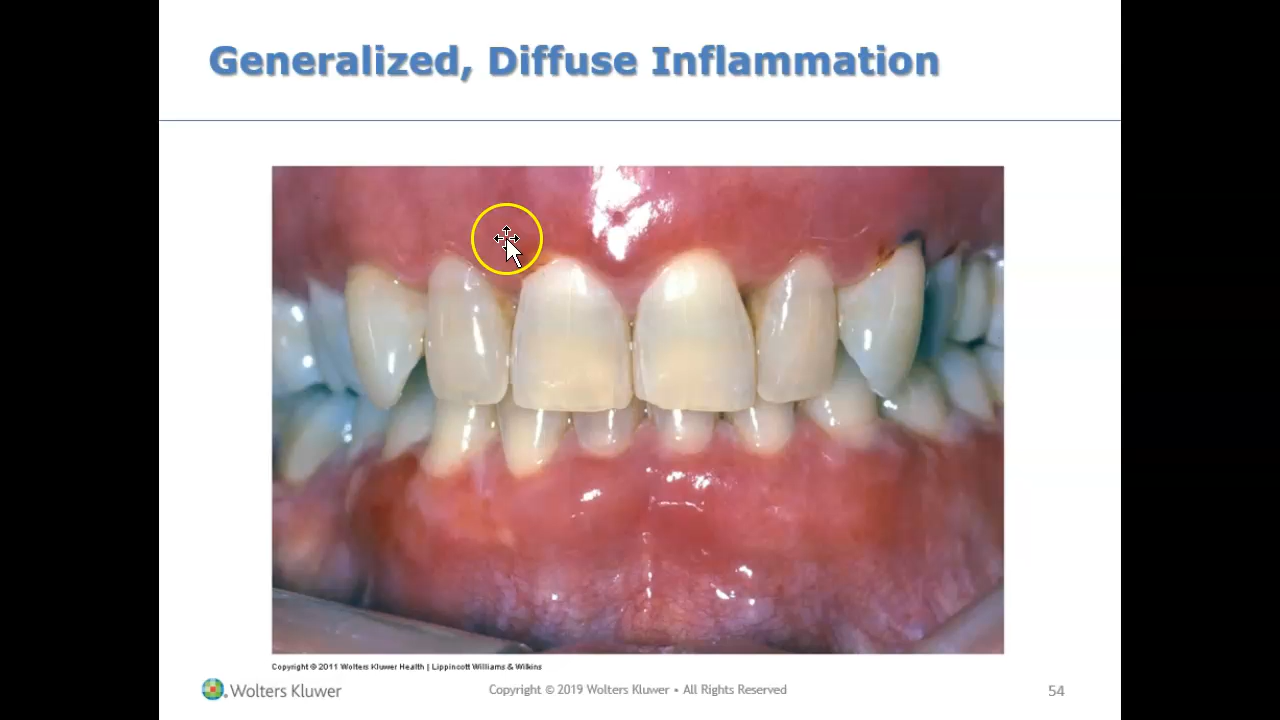 Generalized, Diffuse Inflammation
Copyright © 2011 Wolters Kluwer Health | Lippincott Williams & Wilkins
Wolters Kluwer
Copyright © 2019 Wolters Kluwer • All Rights Reserved
54